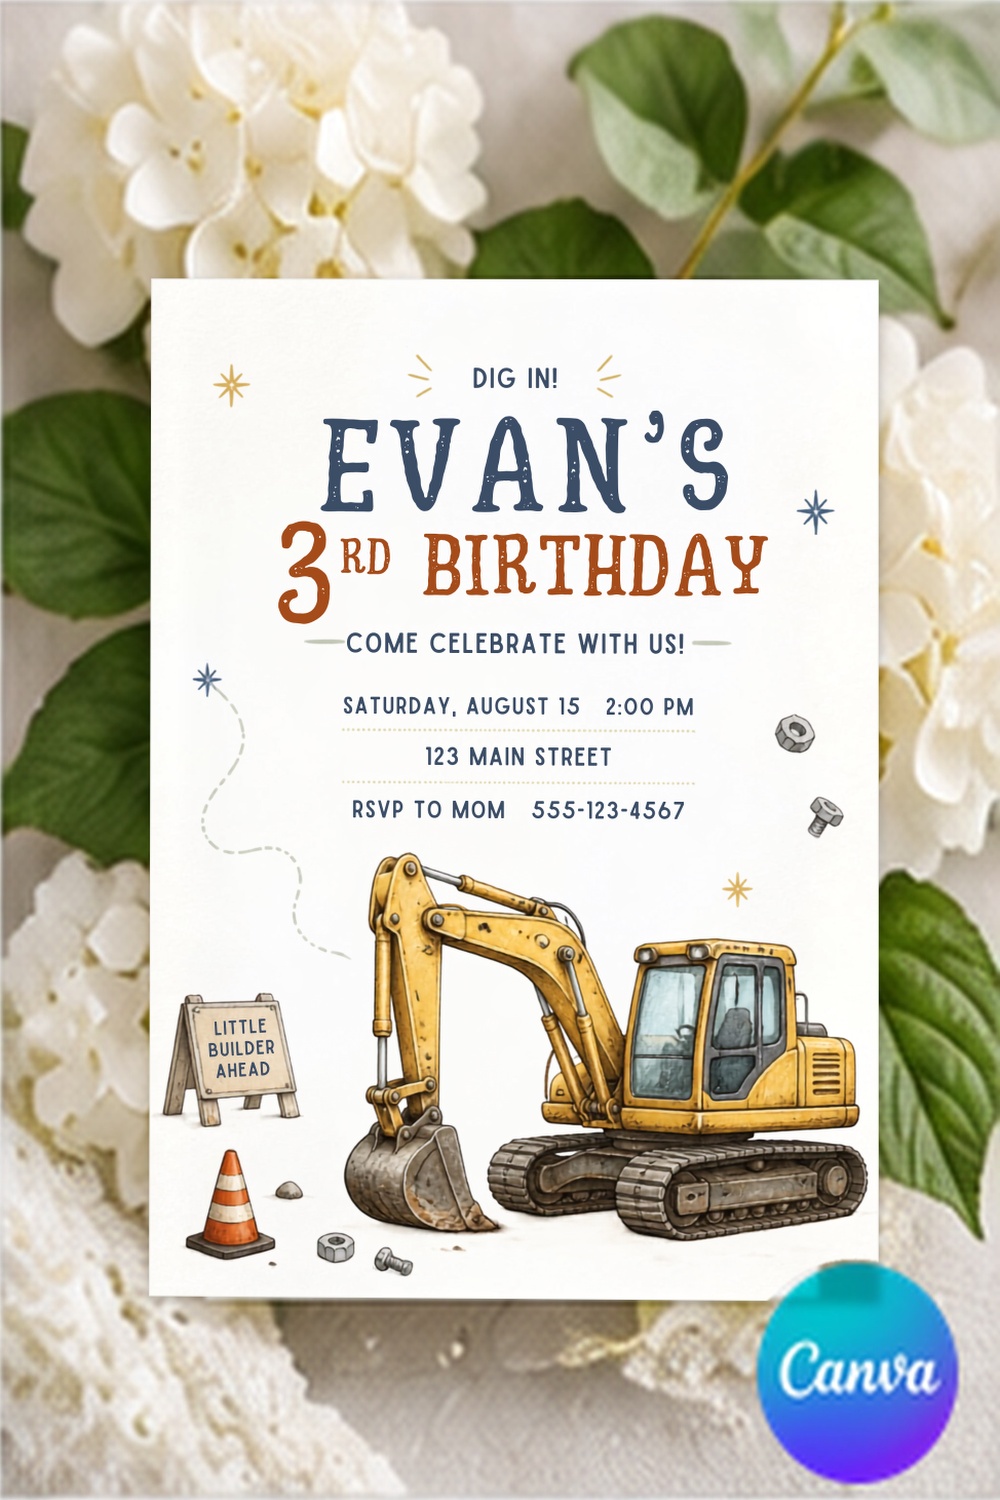 DIG IN!
EVAN'S
3RD BIRTHDAY
COME CELEBRATE WITH US!
SATURDAY, AUGUST 15 2:00 PM
123 MAIN STREET
RSVP TO MOM 555-123-4567
LITTLE
BUILDER
AHEAD
Canva